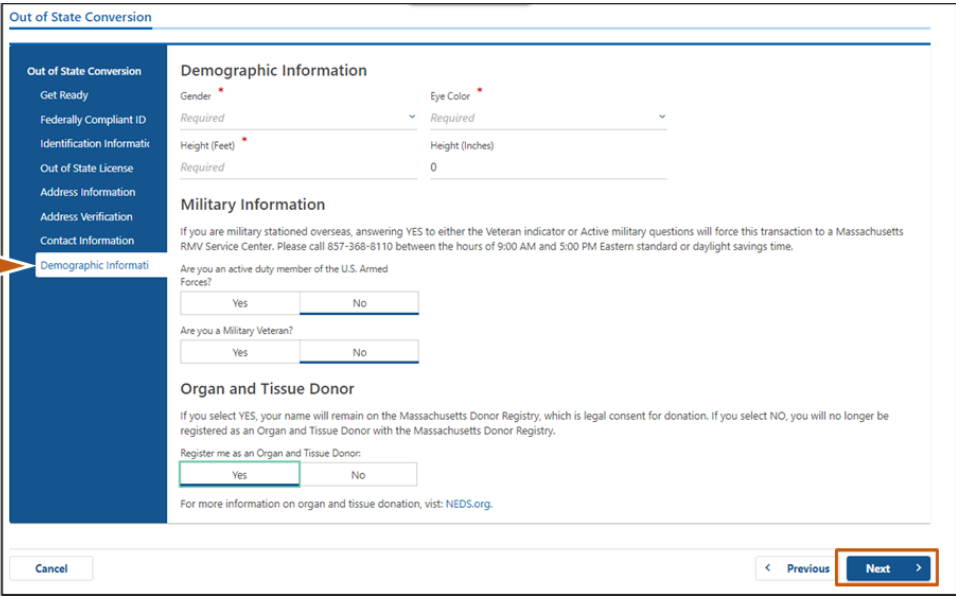 Out of State Conversion
Out of State Conversion
Get Ready
Federally Compliant ID
Identification Informatic
Out of State License
Address Information
Address Verification
Contact Information
Demographic Informati
Demographic Information
Gender *
Eye Color *
Required
Required
Height (Feet) *
Height (Inches)
Required
0
Military Information
If you are military stationed overseas, answering YES to either the Veteran indicator or Active military questions will force this transaction to a Massachusetts
RMV Service Center. Please call 857-368-8110 between the hours of 9:00 AM and 5:00 PM Eastern standard or daylight savings time.
Are you an active duty member of the U.S. Armed
Forces?
Yes No
Are you a Military Veteran?
Yes No
Organ and Tissue Donor
If you select YES, your name will remain on the Massachusetts Donor Registry, which is legal consent for donation. If you select NO, you will no longer be
registered as an Organ and Tissue Donor with the Massachusetts Donor Registry.
Register me as an Organ and Tissue Donor:
Yes No
For more information on organ and tissue donation, vist: NEDS.org.
Cancel
< Previous
Next >